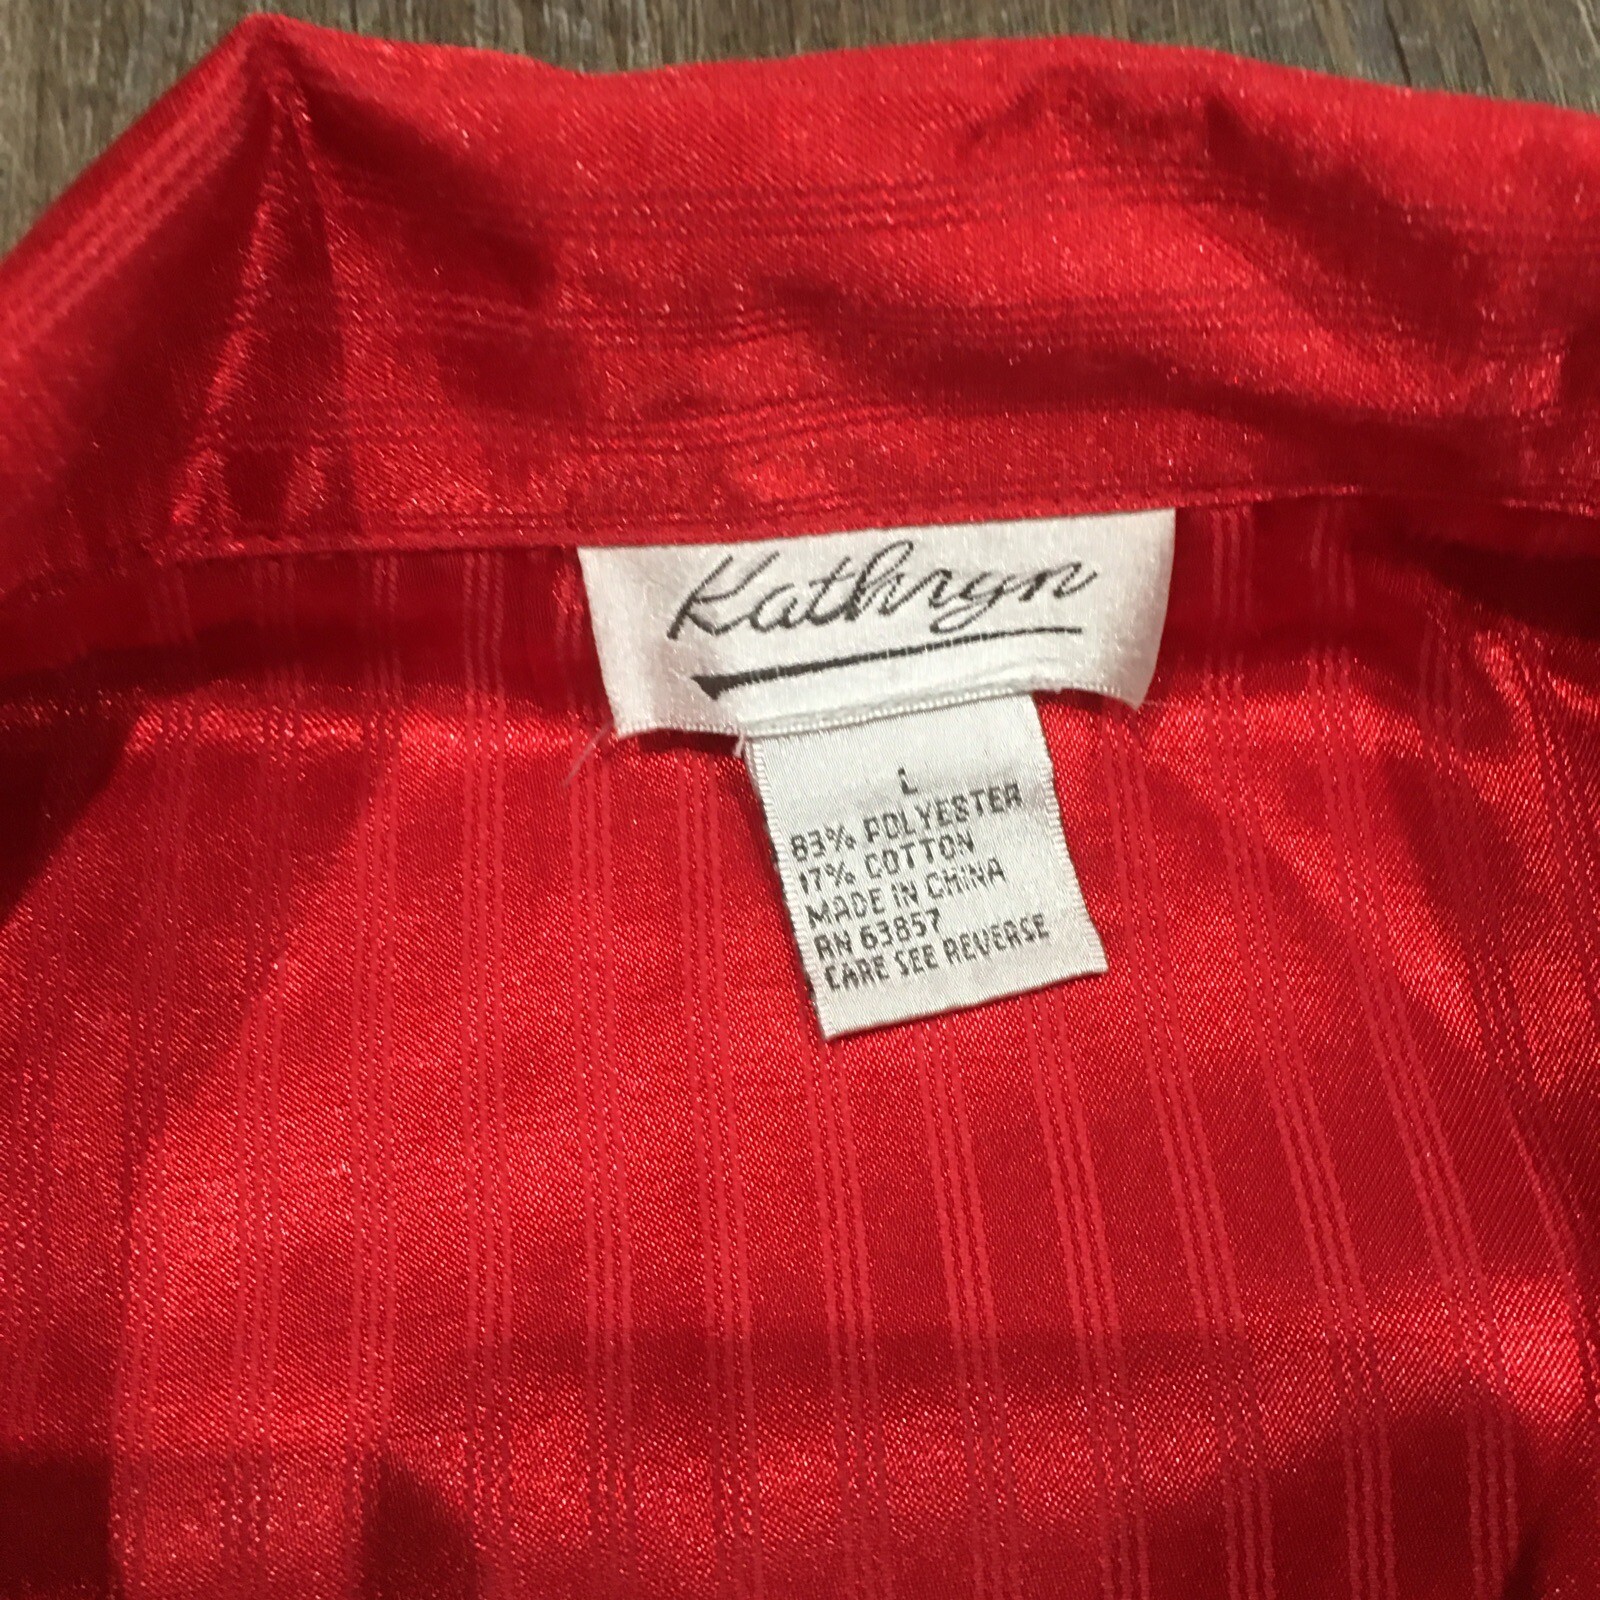 Kathryn
L
83% POLYESTER
17% COTTON
MADE IN CHINA
RN 63857
CARE SEE REVERSE